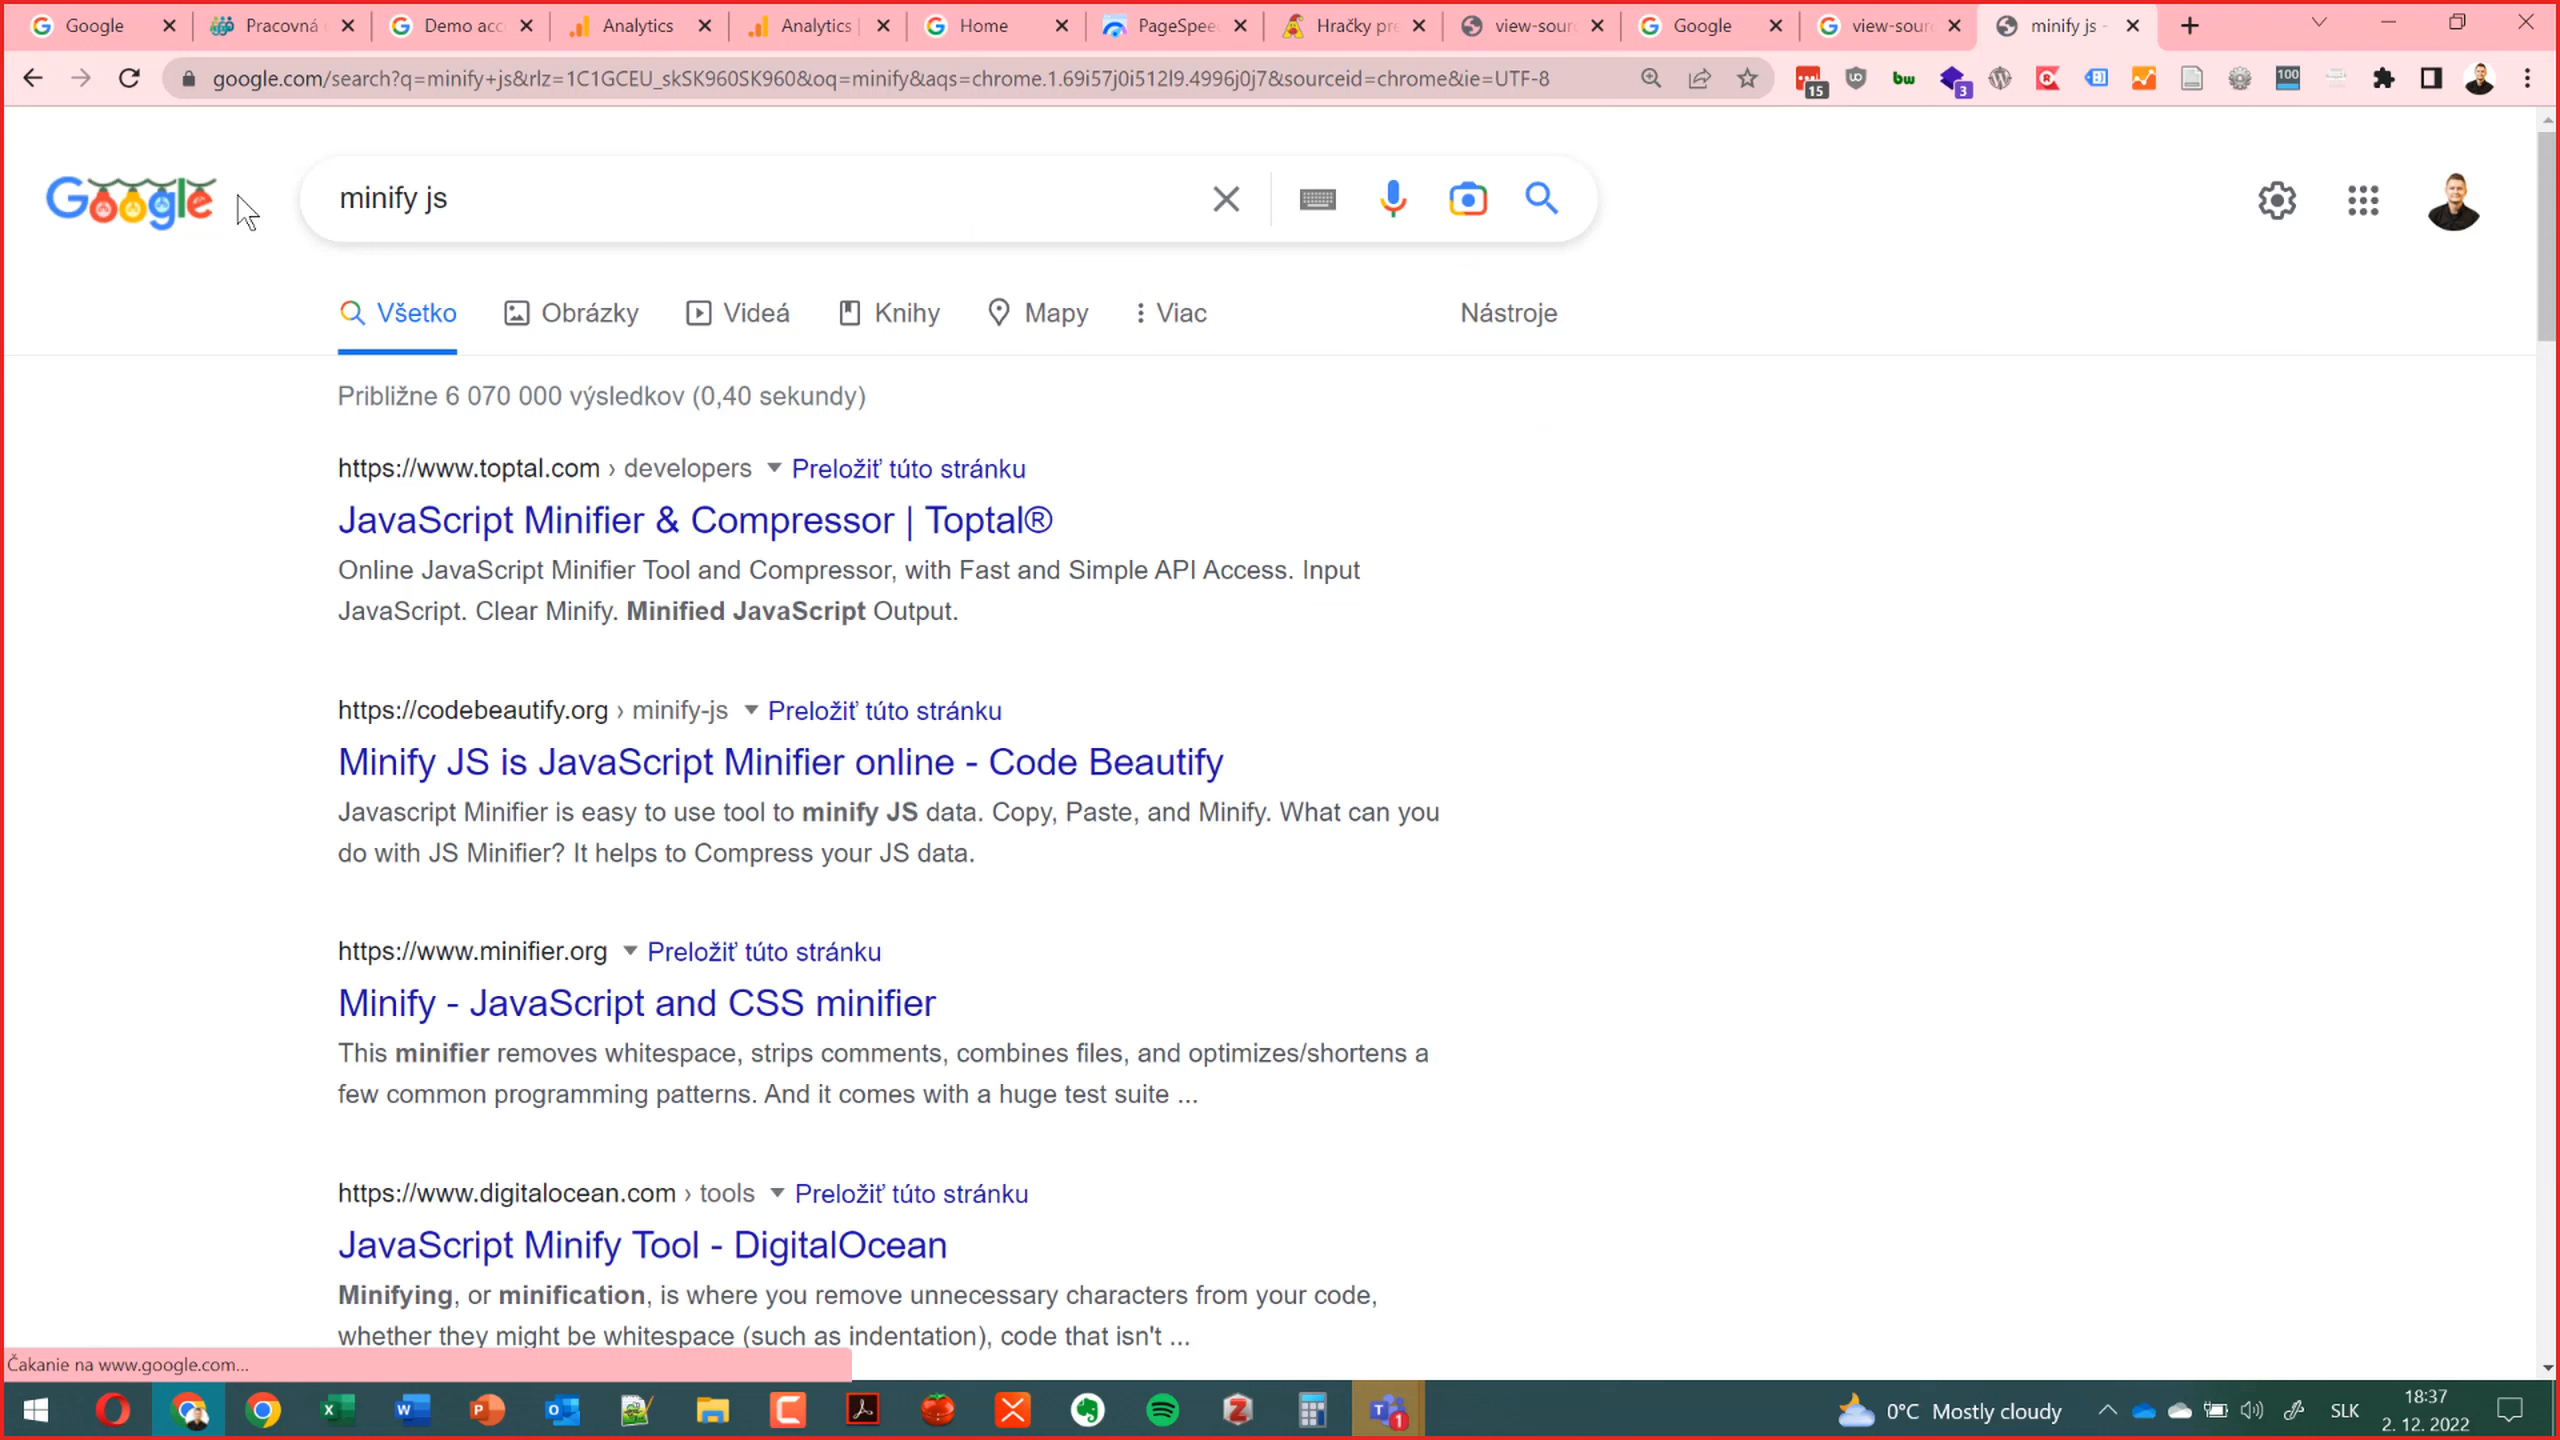 Google
Pracovná
Demo acc
Analytics
Analytics |
Home
PageSpee
Hračky pre
view-sour
Google
view-sour
minify js -
google.com/search?q=minify+js&rlz=1C1GCEU_skSK960SK960&oq=minify&aqs=chrome.1.69i57j0i512l9.4996j0j7&sourceid=chrome&ie=UTF-8
15
bw
3
100
Google
minify js
Všetko
Obrázky
Videá
Knihy
Mapy
Viac
Nástroje
Približne 6 070 000 výsledkov (0,40 sekundy)
https://www.toptal.com › developers Preložiť túto stránku
JavaScript Minifier & Compressor | Toptal®
Online JavaScript Minifier Tool and Compressor, with Fast and Simple API Access. Input
JavaScript. Clear Minify. Minified JavaScript Output.
https://codebeautify.org › minify-js Preložiť túto stránku
Minify JS is JavaScript Minifier online - Code Beautify
Javascript Minifier is easy to use tool to minify JS data. Copy, Paste, and Minify. What can you
do with JS Minifier? It helps to Compress your JS data.
https://www.minifier.org Preložiť túto stránku
Minify - JavaScript and CSS minifier
This minifier removes whitespace, strips comments, combines files, and optimizes/shortens a
few common programming patterns. And it comes with a huge test suite ...
https://www.digitalocean.com › tools Preložiť túto stránku
JavaScript Minify Tool - DigitalOcean
Minifying, or minification, is where you remove unnecessary characters from your code,
whether they might be whitespace (such as indentation), code that isn't ...
Čakanie na www.google.com...
0°C Mostly cloudy
SLK
18:37
2. 12. 2022